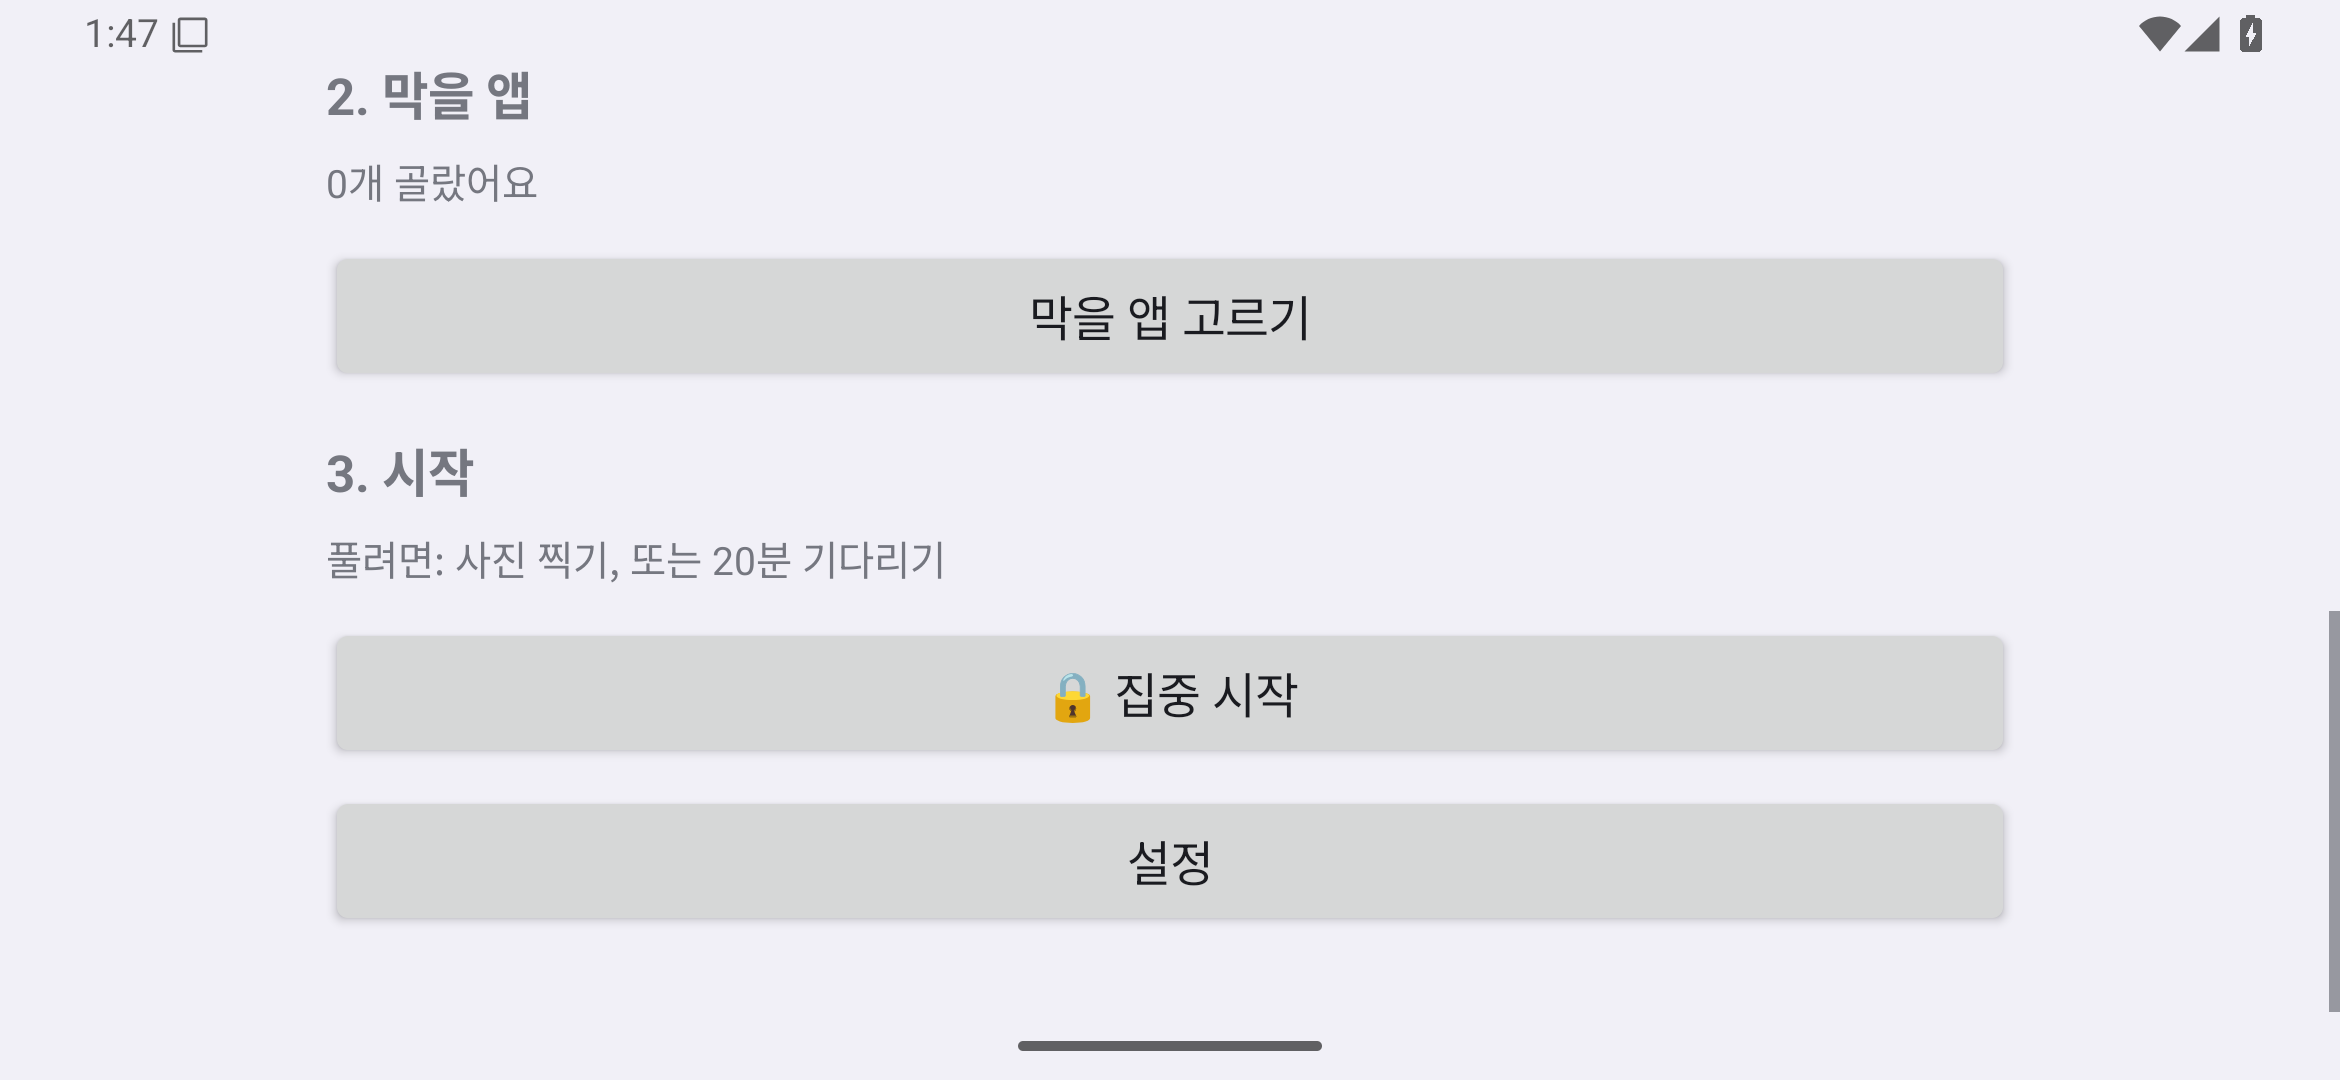 1:47
2. 막을 앱
0개 골랐어요
막을 앱 고르기
3. 시작
풀려면: 사진 찍기, 또는 20분 기다리기
🔒 집중 시작
설정